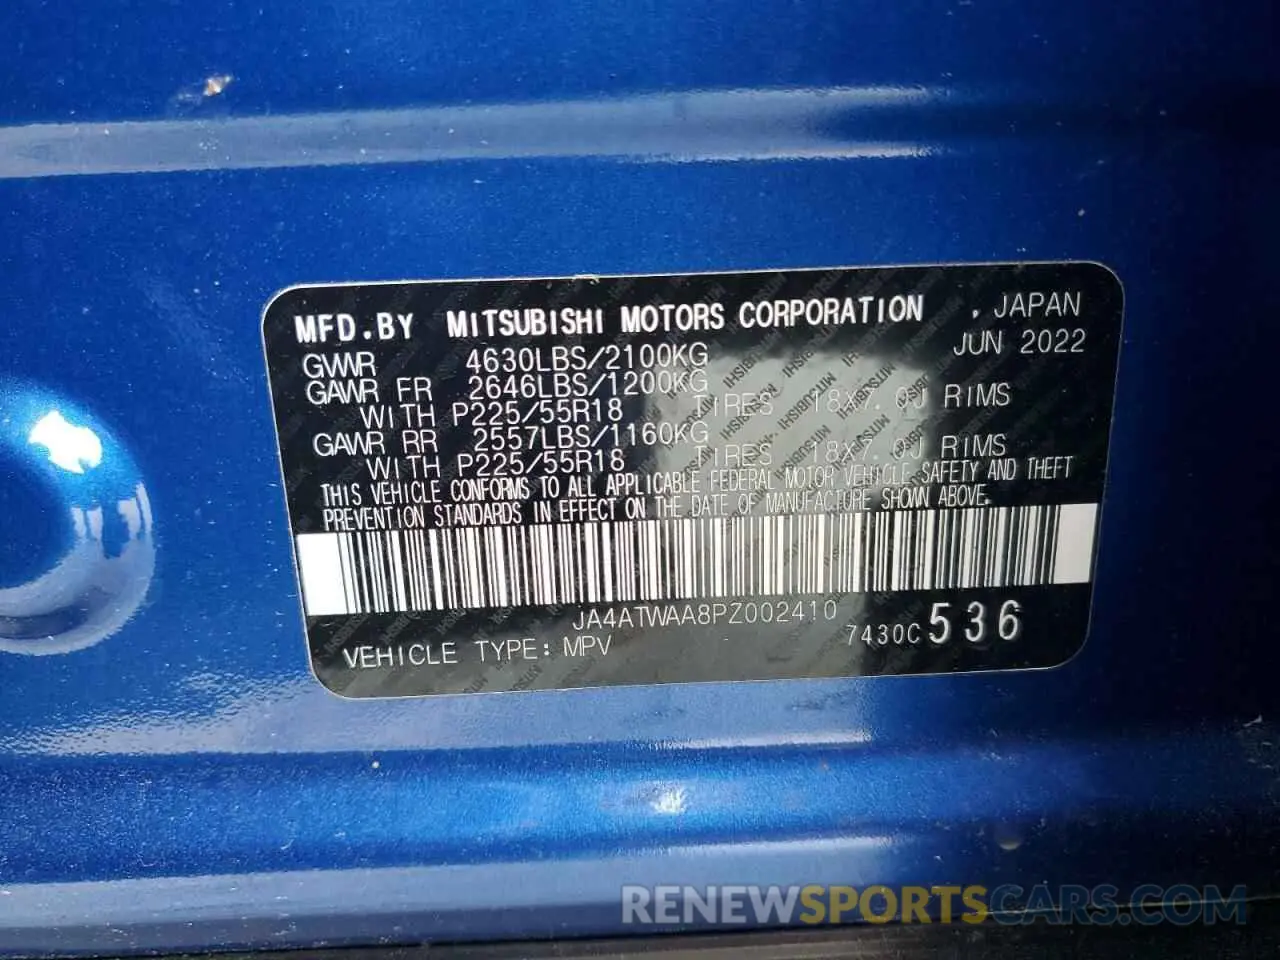 MFD.BY MITSUBISHI MOTORS CORPORATION , JAPAN
GVWR 4630LBS/2100KG JUN 2022
GAWR FR 2646LBS/1200KG
WITH P225/55R18 TIRES 18X7.0J RIMS
GAWR RR 2557LBS/1160KG
WITH P225/55R18 TIRES 18X7.0J RIMS
THIS VEHICLE CONFORMS TO ALL APPLICABLE FEDERAL MOTOR VEHICLE SAFETY AND THEFT
PREVENTION STANDARDS IN EFFECT ON THE DATE OF MANUFACTURE SHOWN ABOVE.
JA4ATWAA8PZ002410
VEHICLE TYPE: MPV 7430C 536
RENEWSPORTSCARS.COM